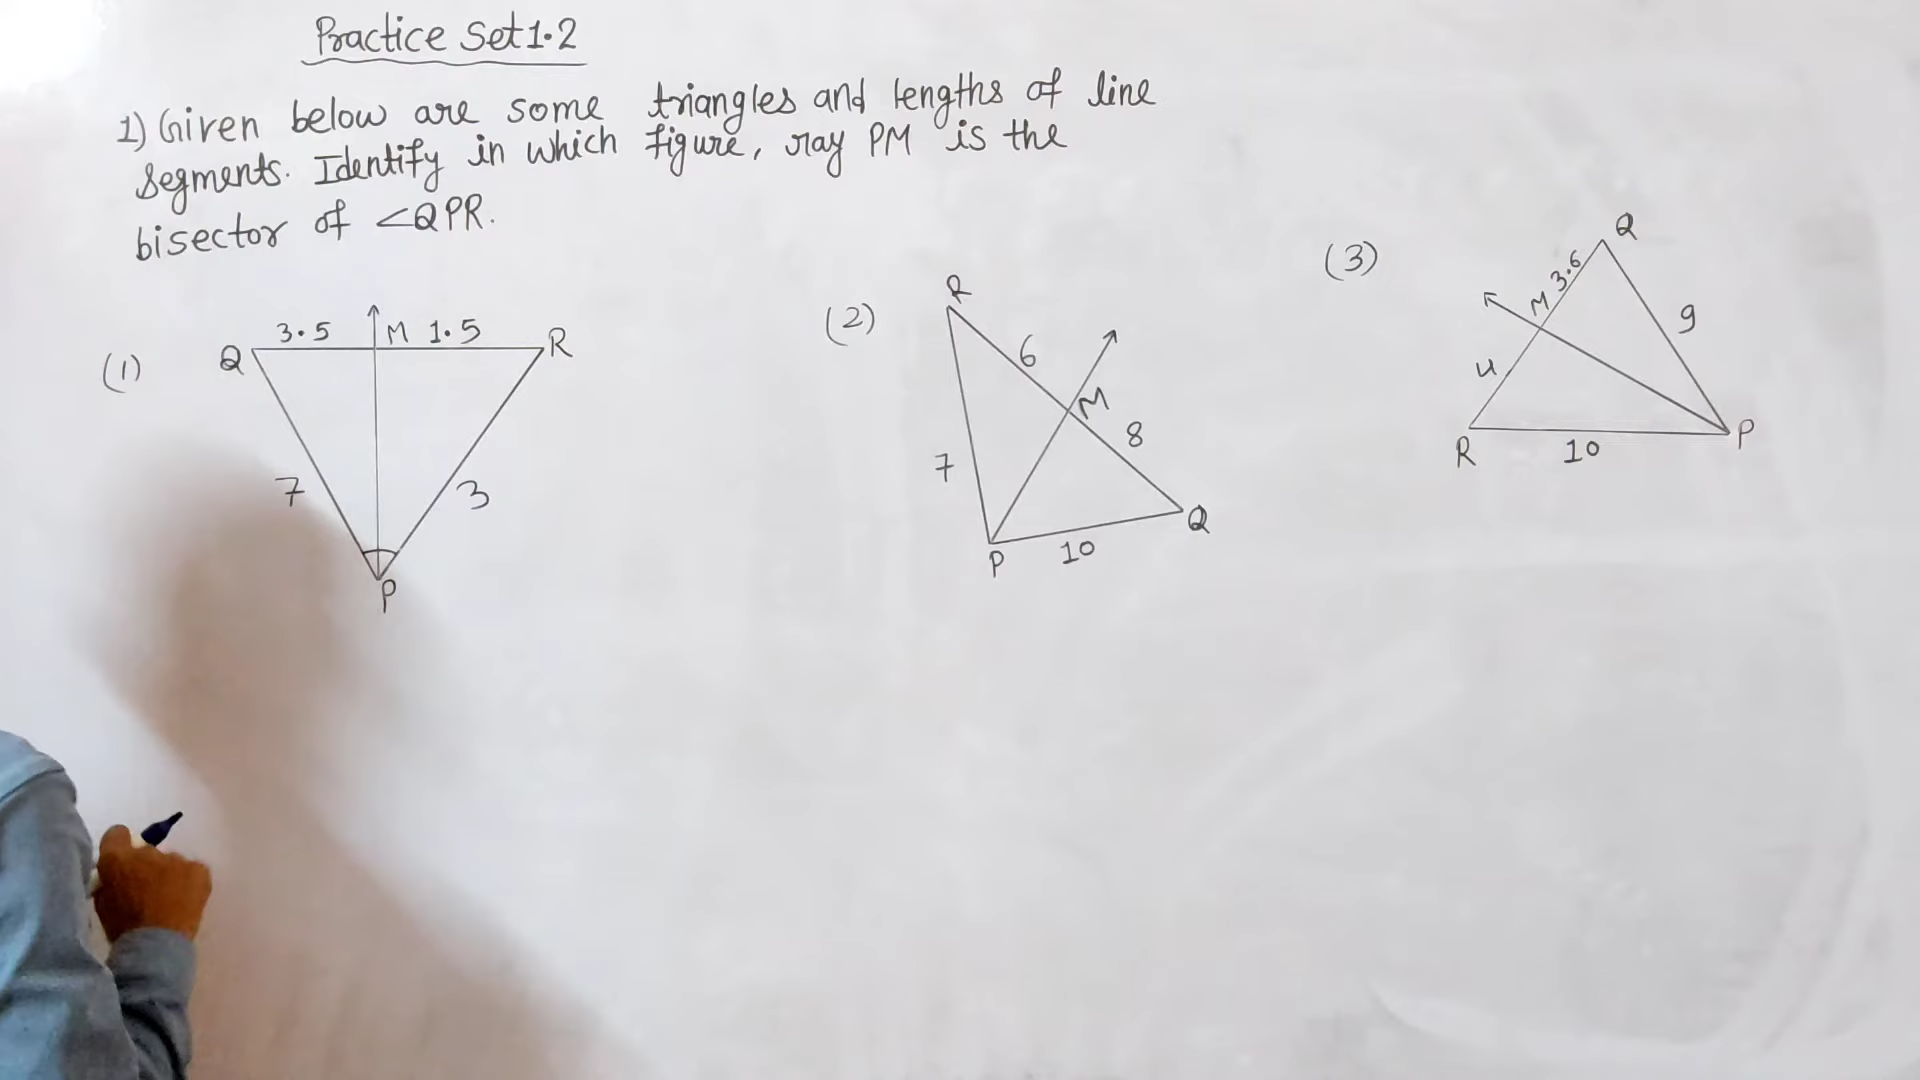 Practice Set 1.2
1) Given below are some triangles and lengths of line
segments. Identify in which figure, ray PM is the
bisector of ∠QPR.
(1)
Q 3.5 M 1.5 R
7 3
P
(2)
R
6
M
8
7
Q
P 10
(3)
Q
3.6
M
9
4
R 10 P